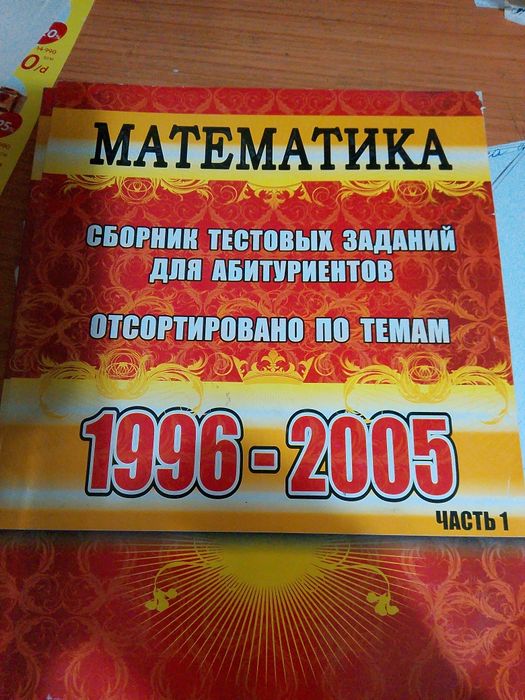 МАТЕМАТИКА
СБОРНИК ТЕСТОВЫХ ЗАДАНИЙ
ДЛЯ АБИТУРИЕНТОВ
ОТСОРТИРОВАНО ПО ТЕМАМ
1996-2005
ЧАСТЬ 1